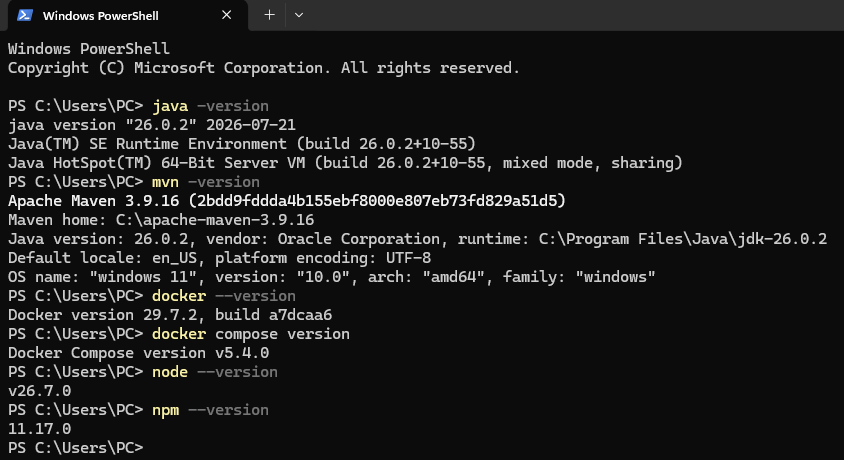 Windows PowerShell
Windows PowerShell
Copyright (C) Microsoft Corporation. All rights reserved.
PS C:\Users\PC> java -version
java version "26.0.2" 2026-07-21
Java(TM) SE Runtime Environment (build 26.0.2+10-55)
Java HotSpot(TM) 64-Bit Server VM (build 26.0.2+10-55, mixed mode, sharing)
PS C:\Users\PC> mvn -version
Apache Maven 3.9.16 (2bdd9fddda4b155ebf8000e807eb73fd829a51d5)
Maven home: C:\apache-maven-3.9.16
Java version: 26.0.2, vendor: Oracle Corporation, runtime: C:\Program Files\Java\jdk-26.0.2
Default locale: en_US, platform encoding: UTF-8
OS name: "windows 11", version: "10.0", arch: "amd64", family: "windows"
PS C:\Users\PC> docker --version
Docker version 29.7.2, build a7dcaa6
PS C:\Users\PC> docker compose version
Docker Compose version v5.4.0
PS C:\Users\PC> node --version
v26.7.0
PS C:\Users\PC> npm --version
11.17.0
PS C:\Users\PC>